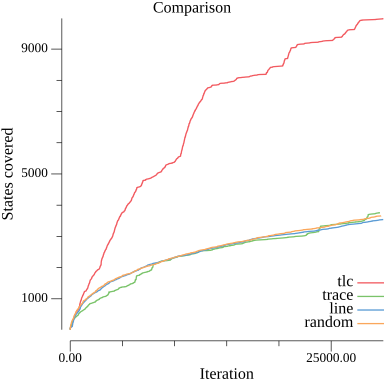 Comparison
States covered
9000
5000
1000
tlc
trace
line
random
0.00
25000.00
Iteration